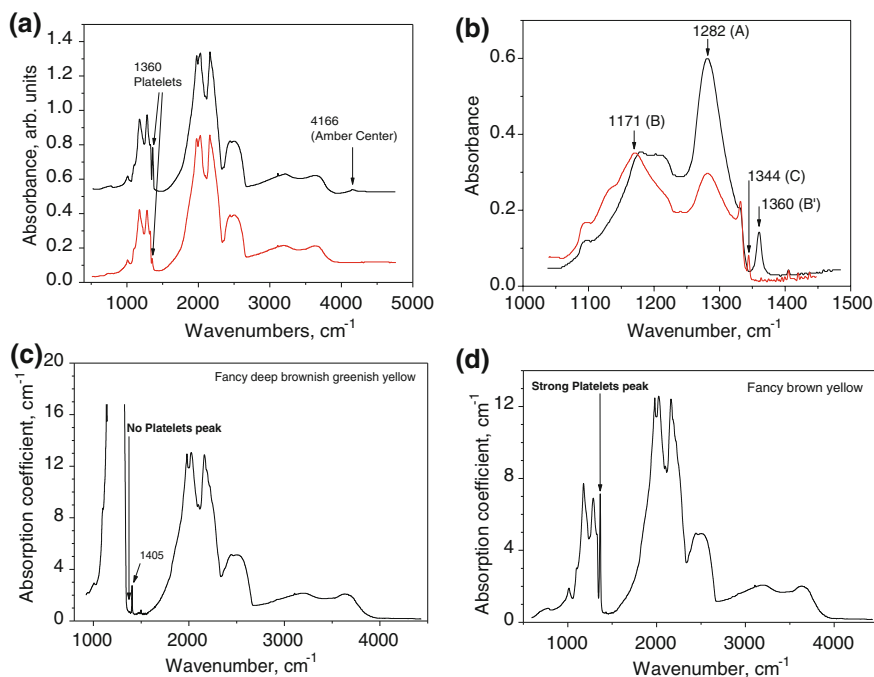 (a)
1.4
1.2
1.0
0.8
0.6
0.4
0.2
0.0
Absorbance, arb. units
1360
Platelets
4166
(Amber Center)
1000 2000 3000 4000 5000
Wavenumbers, cm-1
(b)
0.6
0.4
0.2
0.0
Absorbance
1282 (A)
1171 (B)
1344 (C)
1360 (B')
1000 1100 1200 1300 1400 1500
Wavenumber, cm-1
(c)
20
16
12
8
4
0
Absorption coefficient, cm-1
Fancy deep brownish greenish yellow
No Platelets peak
1405
1000 2000 3000 4000
Wavenumber, cm-1
(d)
12
8
4
0
Absorption coefficient, cm-1
Strong Platelets peak
Fancy brown yellow
1000 2000 3000 4000
Wavenumber, cm-1